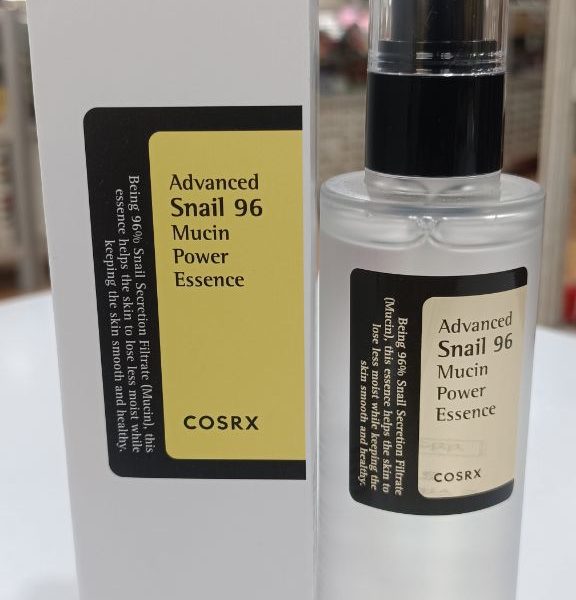 Advanced
Snail 96
Mucin
Power
Essence
COSRX
Being 96% Snail Secretion Filtrate (Mucin), this
essence helps the skin to lose less moist while
keeping the skin smooth and healthy.
Advanced
Snail 96
Mucin
Power
Essence
COSRX
Being 96% Snail Secretion Filtrate
(Mucin), this essence helps the skin to
lose less moist while keeping the
skin smooth and healthy.